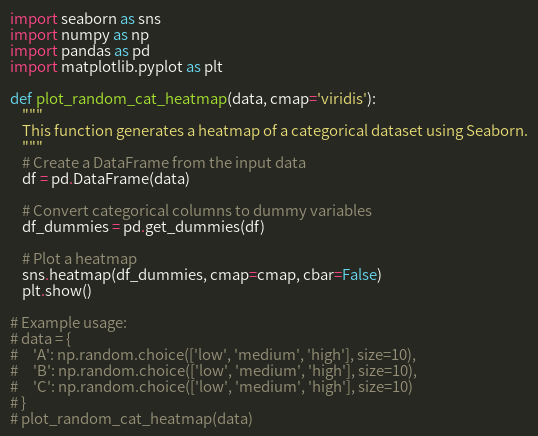 import seaborn as sns
import numpy as np
import pandas as pd
import matplotlib.pyplot as plt

def plot_random_cat_heatmap(data, cmap='viridis'):
    """
    This function generates a heatmap of a categorical dataset using Seaborn.
    """
    # Create a DataFrame from the input data
    df = pd.DataFrame(data)

    # Convert categorical columns to dummy variables
    df_dummies = pd.get_dummies(df)

    # Plot a heatmap
    sns.heatmap(df_dummies, cmap=cmap, cbar=False)
    plt.show()

# Example usage:
# data = {
#     'A': np.random.choice(['low', 'medium', 'high'], size=10),
#     'B': np.random.choice(['low', 'medium', 'high'], size=10),
#     'C': np.random.choice(['low', 'medium', 'high'], size=10)
# }
# plot_random_cat_heatmap(data)